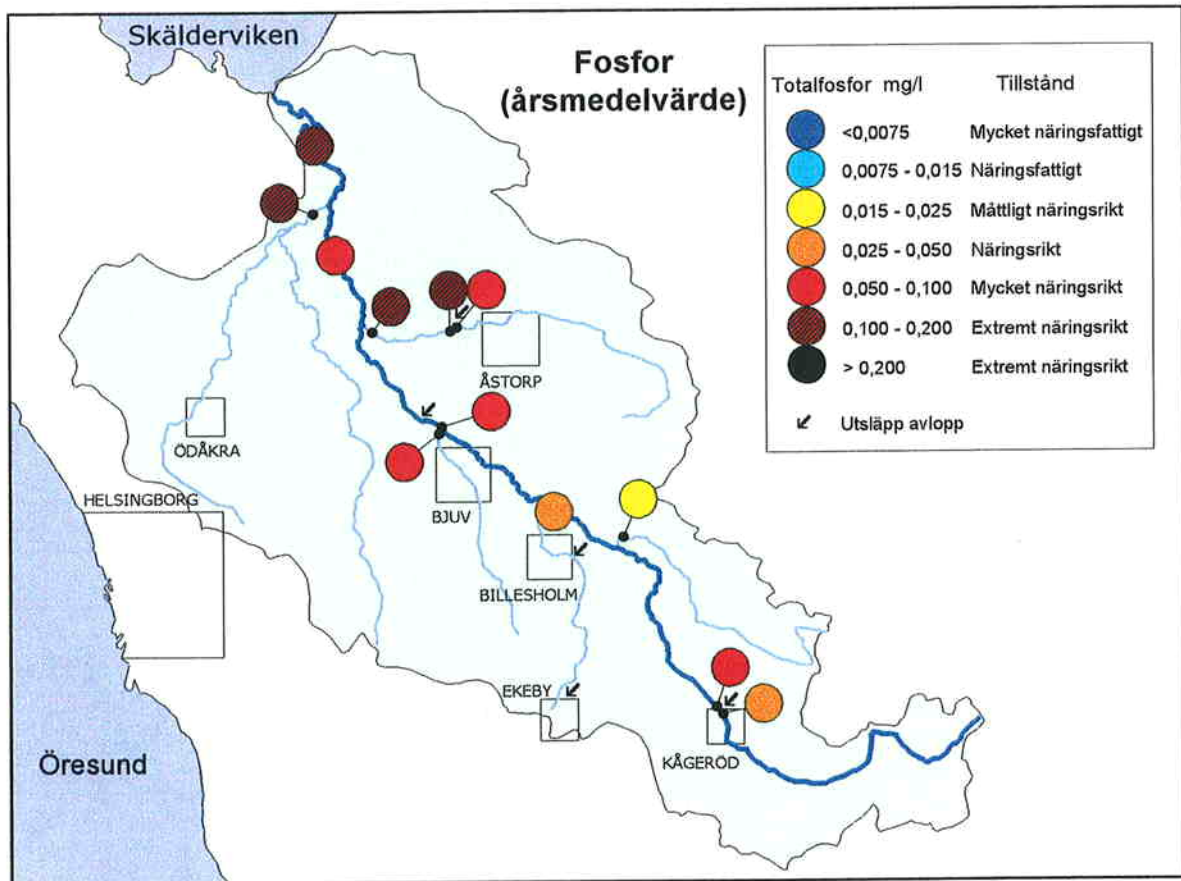 Skälderviken
Fosfor
(årsmedelvärde)
Totalfosfor mg/l Tillstånd
<0,0075 Mycket näringsfattigt
0,0075 - 0,015 Näringsfattigt
0,015 - 0,025 Måttligt näringsrikt
0,025 - 0,050 Näringsrikt
0,050 - 0,100 Mycket näringsrikt
0,100 - 0,200 Extremt näringsrikt
> 0,200 Extremt näringsrikt
Utsläpp avlopp
ÅSTORP
ÖDÅKRA
HELSINGBORG
BJUV
BILLESHOLM
EKEBY
KÅGERÖD
Öresund